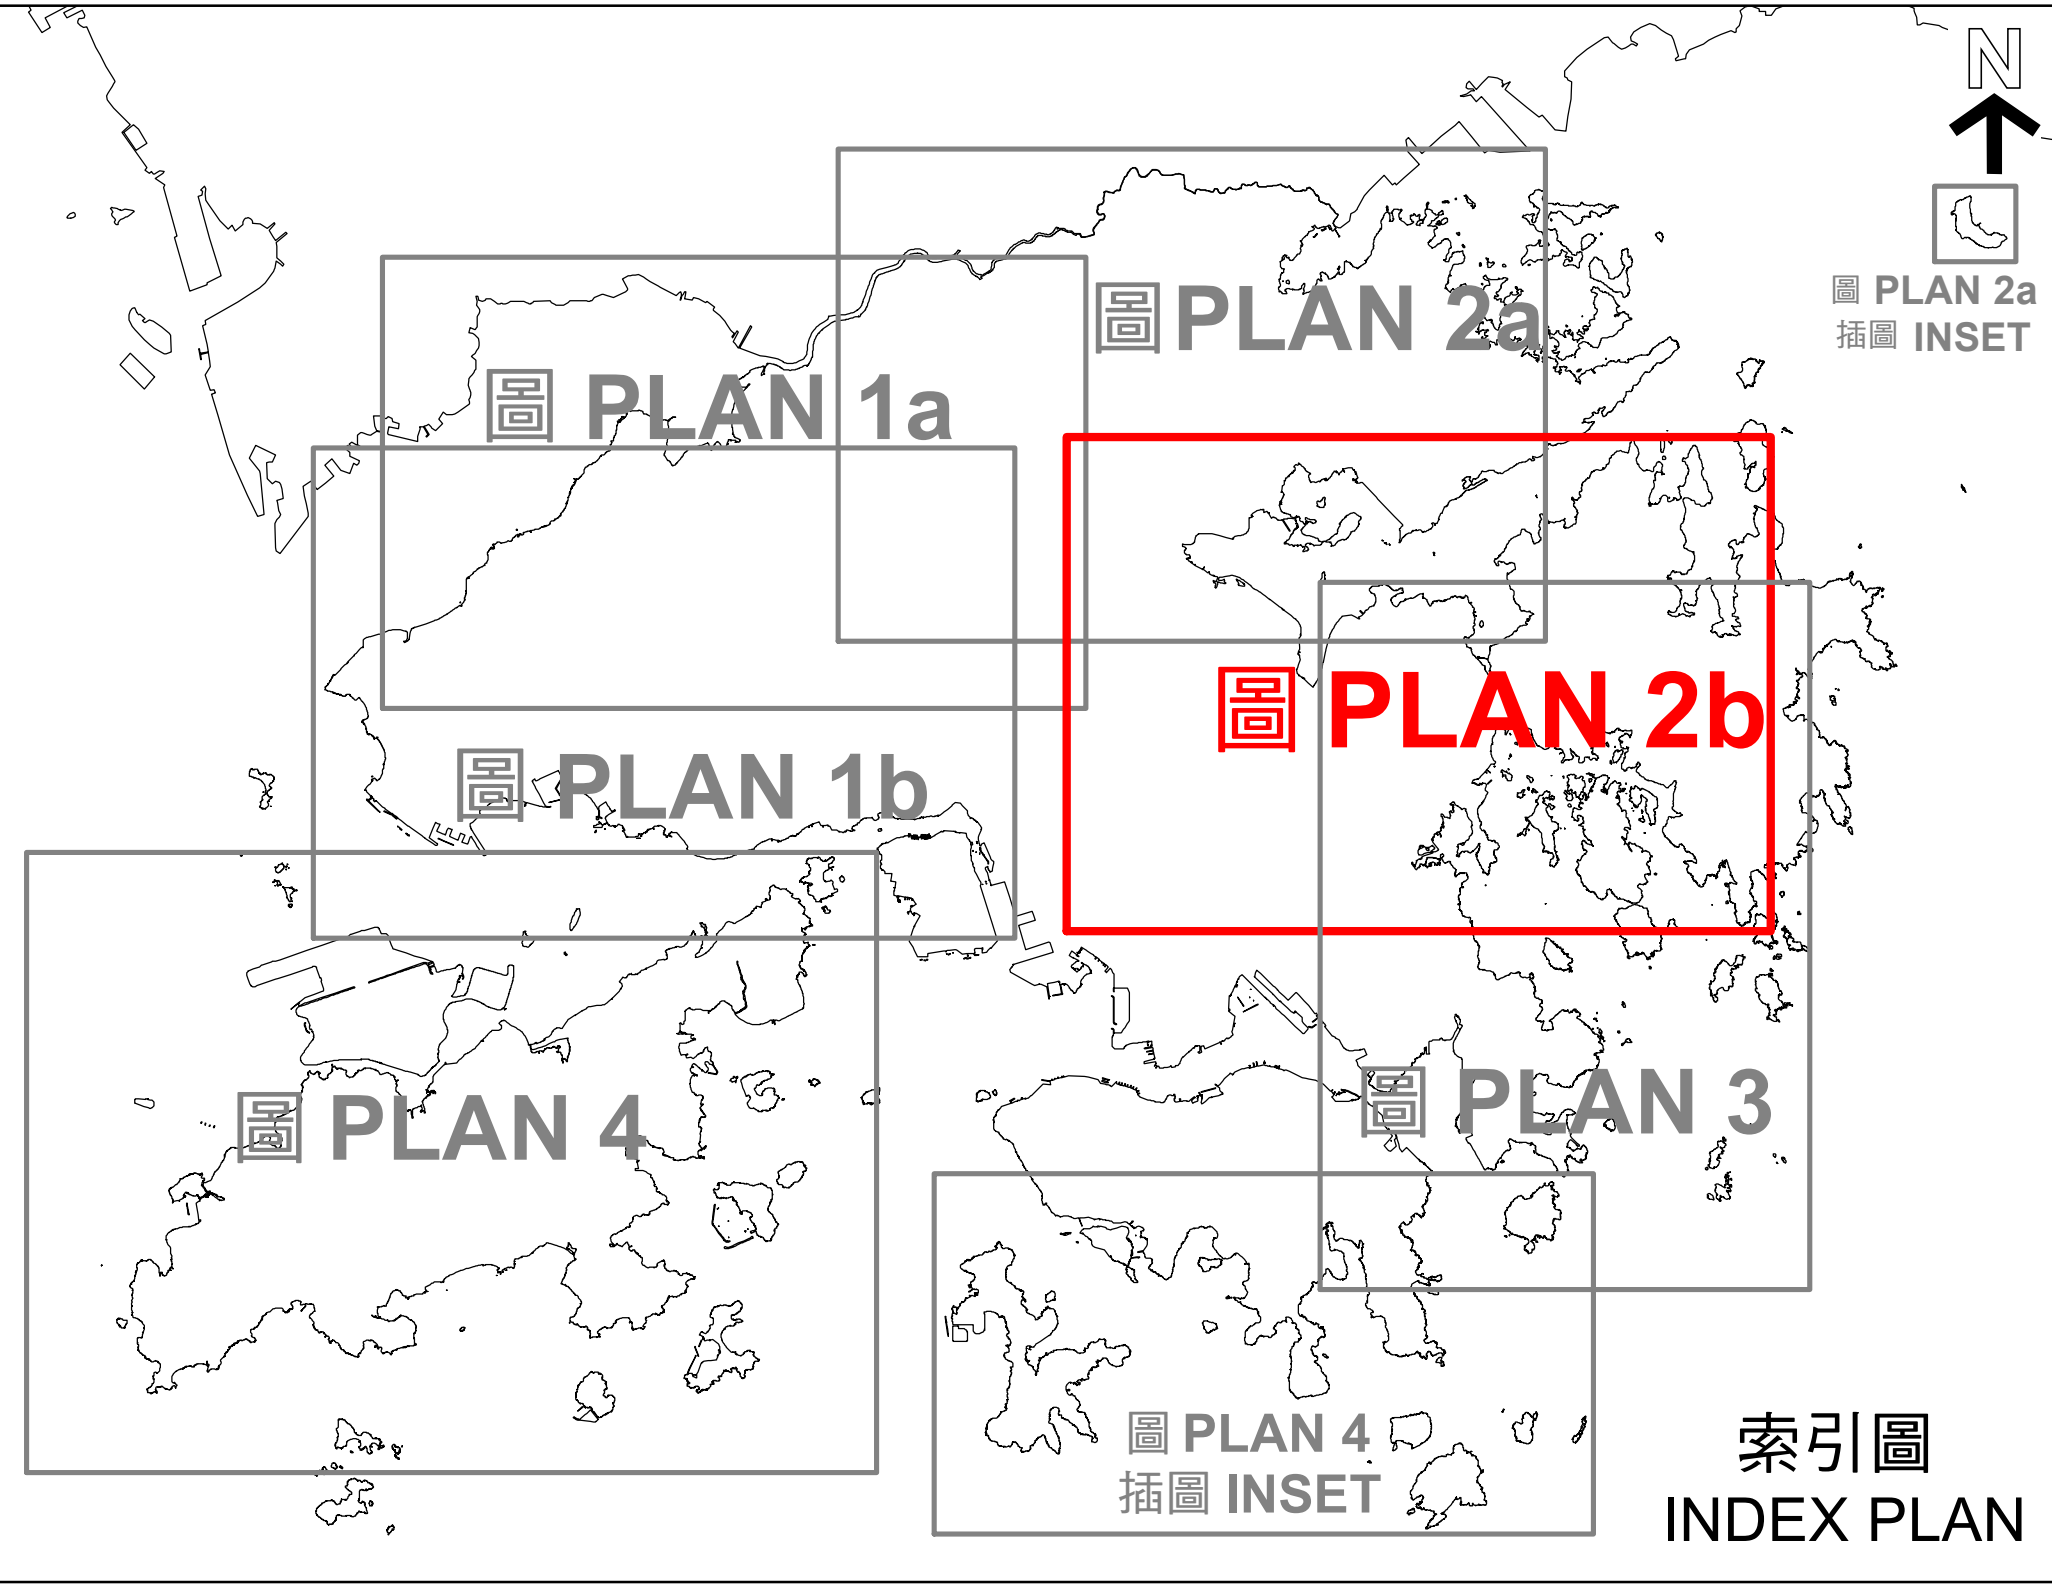 N
圖 PLAN 2a
插圖 INSET
圖 PLAN 2a
圖 PLAN 1a
圖 PLAN 2b
圖 PLAN 1b
圖 PLAN 3
圖 PLAN 4
圖 PLAN 4
插圖 INSET
索引圖
INDEX PLAN